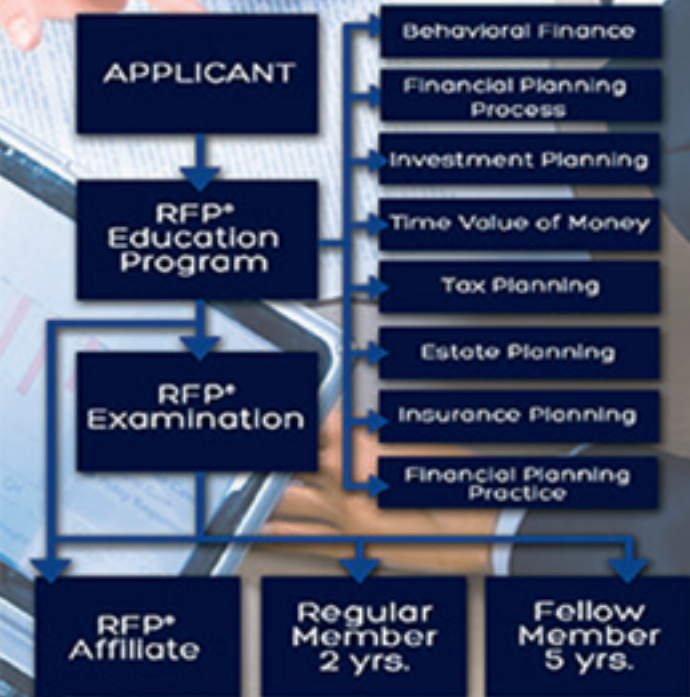 APPLICANT
RFP®
Education
Program
RFP®
Examination
Behavioral Finance
Financial Planning
Process
Investment Planning
Time Value of Money
Tax Planning
Estate Planning
Insurance Planning
Financial Planning
Practice
RFP®
Affiliate
Regular
Member
2 yrs.
Fellow
Member
5 yrs.